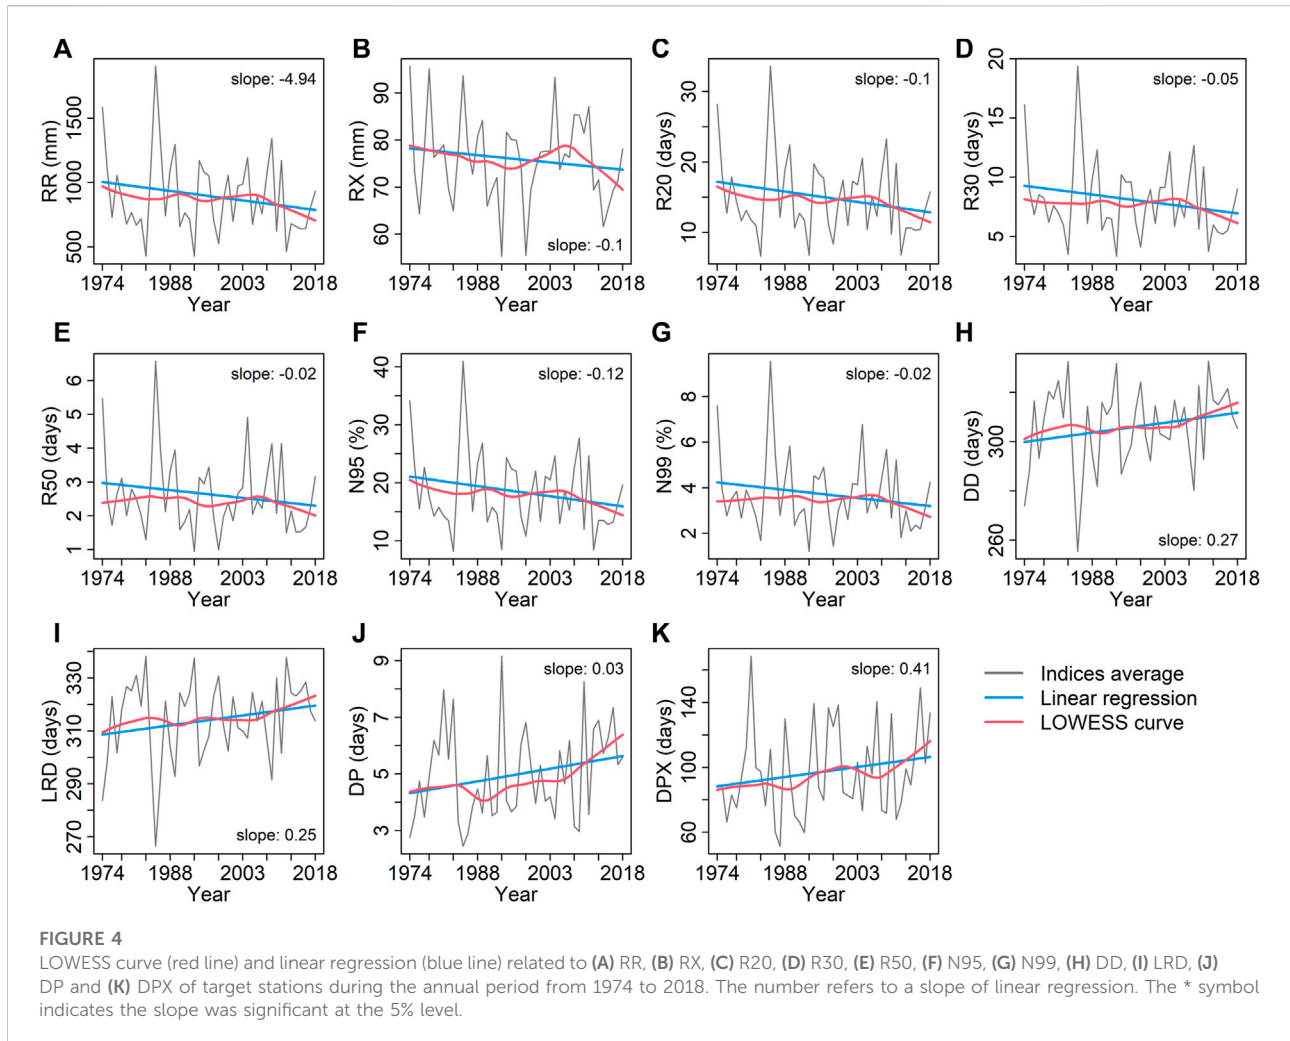 A
slope: -4.94
RR (mm)
500 1000 1500
1974 1988 2003 2018
Year
B
slope: -0.1
RX (mm)
60 70 80 90
1974 1988 2003 2018
Year
C
slope: -0.1
R20 (days)
10 20 30
1974 1988 2003 2018
Year
D
slope: -0.05
R30 (days)
5 10 15 20
1974 1988 2003 2018
Year
E
slope: -0.02
R50 (days)
1 2 3 4 5 6
1974 1988 2003 2018
Year
F
slope: -0.12
N95 (%)
10 20 30 40
1974 1988 2003 2018
Year
G
slope: -0.02
N99 (%)
2 4 6 8
1974 1988 2003 2018
Year
H
slope: 0.27
DD (days)
260 300
1974 1988 2003 2018
Year
I
slope: 0.25
LRD (days)
270 290 310 330
1974 1988 2003 2018
Year
J
slope: 0.03
DP (days)
3 5 7 9
1974 1988 2003 2018
Year
K
slope: 0.41
DPX (days)
60 100 140
1974 1988 2003 2018
Year
Indices average
Linear regression
LOWESS curve
FIGURE 4
LOWESS curve (red line) and linear regression (blue line) related to (A) RR, (B) RX, (C) R20, (D) R30, (E) R50, (F) N95, (G) N99, (H) DD, (I) LRD, (J)
DP and (K) DPX of target stations during the annual period from 1974 to 2018. The number refers to a slope of linear regression. The * symbol
indicates the slope was significant at the 5% level.